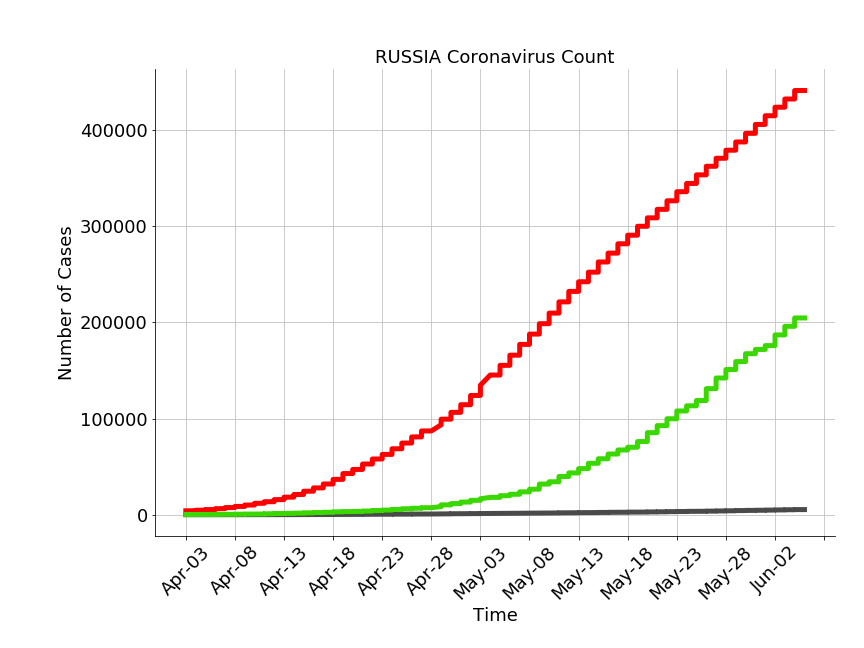 RUSSIA Coronavirus Count
Number of Cases
400000
300000
200000
100000
0
Apr-03
Apr-08
Apr-13
Apr-18
Apr-23
Apr-28
May-03
May-08
May-13
May-18
May-23
May-28
Jun-02
Time